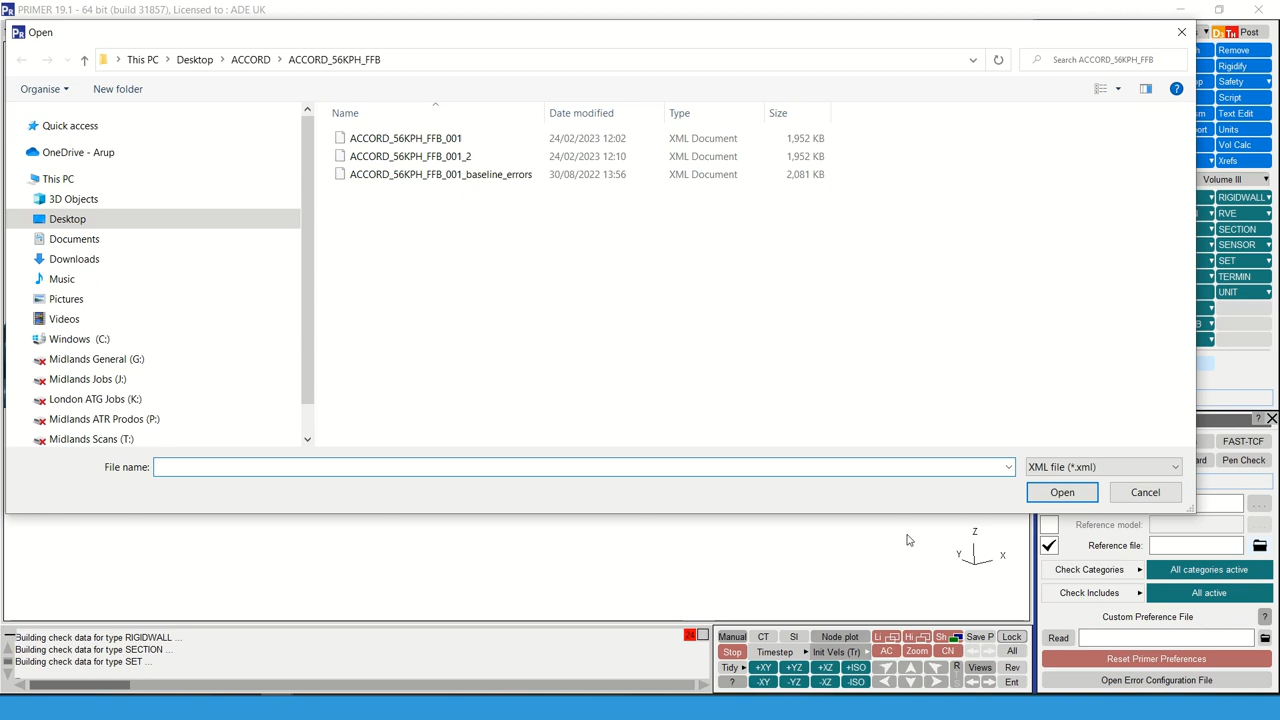 PRIMER 19.1 - 64 bit (build 31857), Licensed to : ADE UK
Open
This PC > Desktop > ACCORD > ACCORD_56KPH_FFB
Search ACCORD_56KPH_FFB
Organise
New folder
Name
Date modified
Type
Size
Quick access
OneDrive - Arup
This PC
3D Objects
Desktop
Documents
Downloads
Music
Pictures
Videos
Windows (C:)
Midlands General (G:)
Midlands Jobs (J:)
London ATG Jobs (K:)
Midlands ATR Prodos (P:)
Midlands Scans (T:)
ACCORD_56KPH_FFB_001 24/02/2023 12:02 XML Document 1,952 KB
ACCORD_56KPH_FFB_001_2 24/02/2023 12:10 XML Document 1,952 KB
ACCORD_56KPH_FFB_001_baseline_errors 30/08/2022 13:56 XML Document 2,081 KB
File name:
XML file (*.xml)
Open
Cancel
Post
Remove
Rigidify
Safety
Script
Text Edit
Units
Vol Calc
Xrefs
Volume III
RIGIDWALL
RVE
SECTION
SENSOR
SET
TERMIN
UNIT
? X
FAST-TCF
Pen Check
Reference model:
Reference file:
Check Categories
All categories active
Check Includes
All active
Custom Preference File ?
Read
Reset Primer Preferences
Open Error Configuration File
Z
Y
X
Building check data for type RIGIDWALL ...
Building check data for type SECTION ...
Building check data for type SET ...
24
Manual CT SI Node plot Li Hi Sh Save P Lock
Stop Timestep Init Vels (Tr) AC Zoom CN All
Tidy +XY +YZ +XZ +ISO Views Rev
? -XY -YZ -XZ -ISO Ent